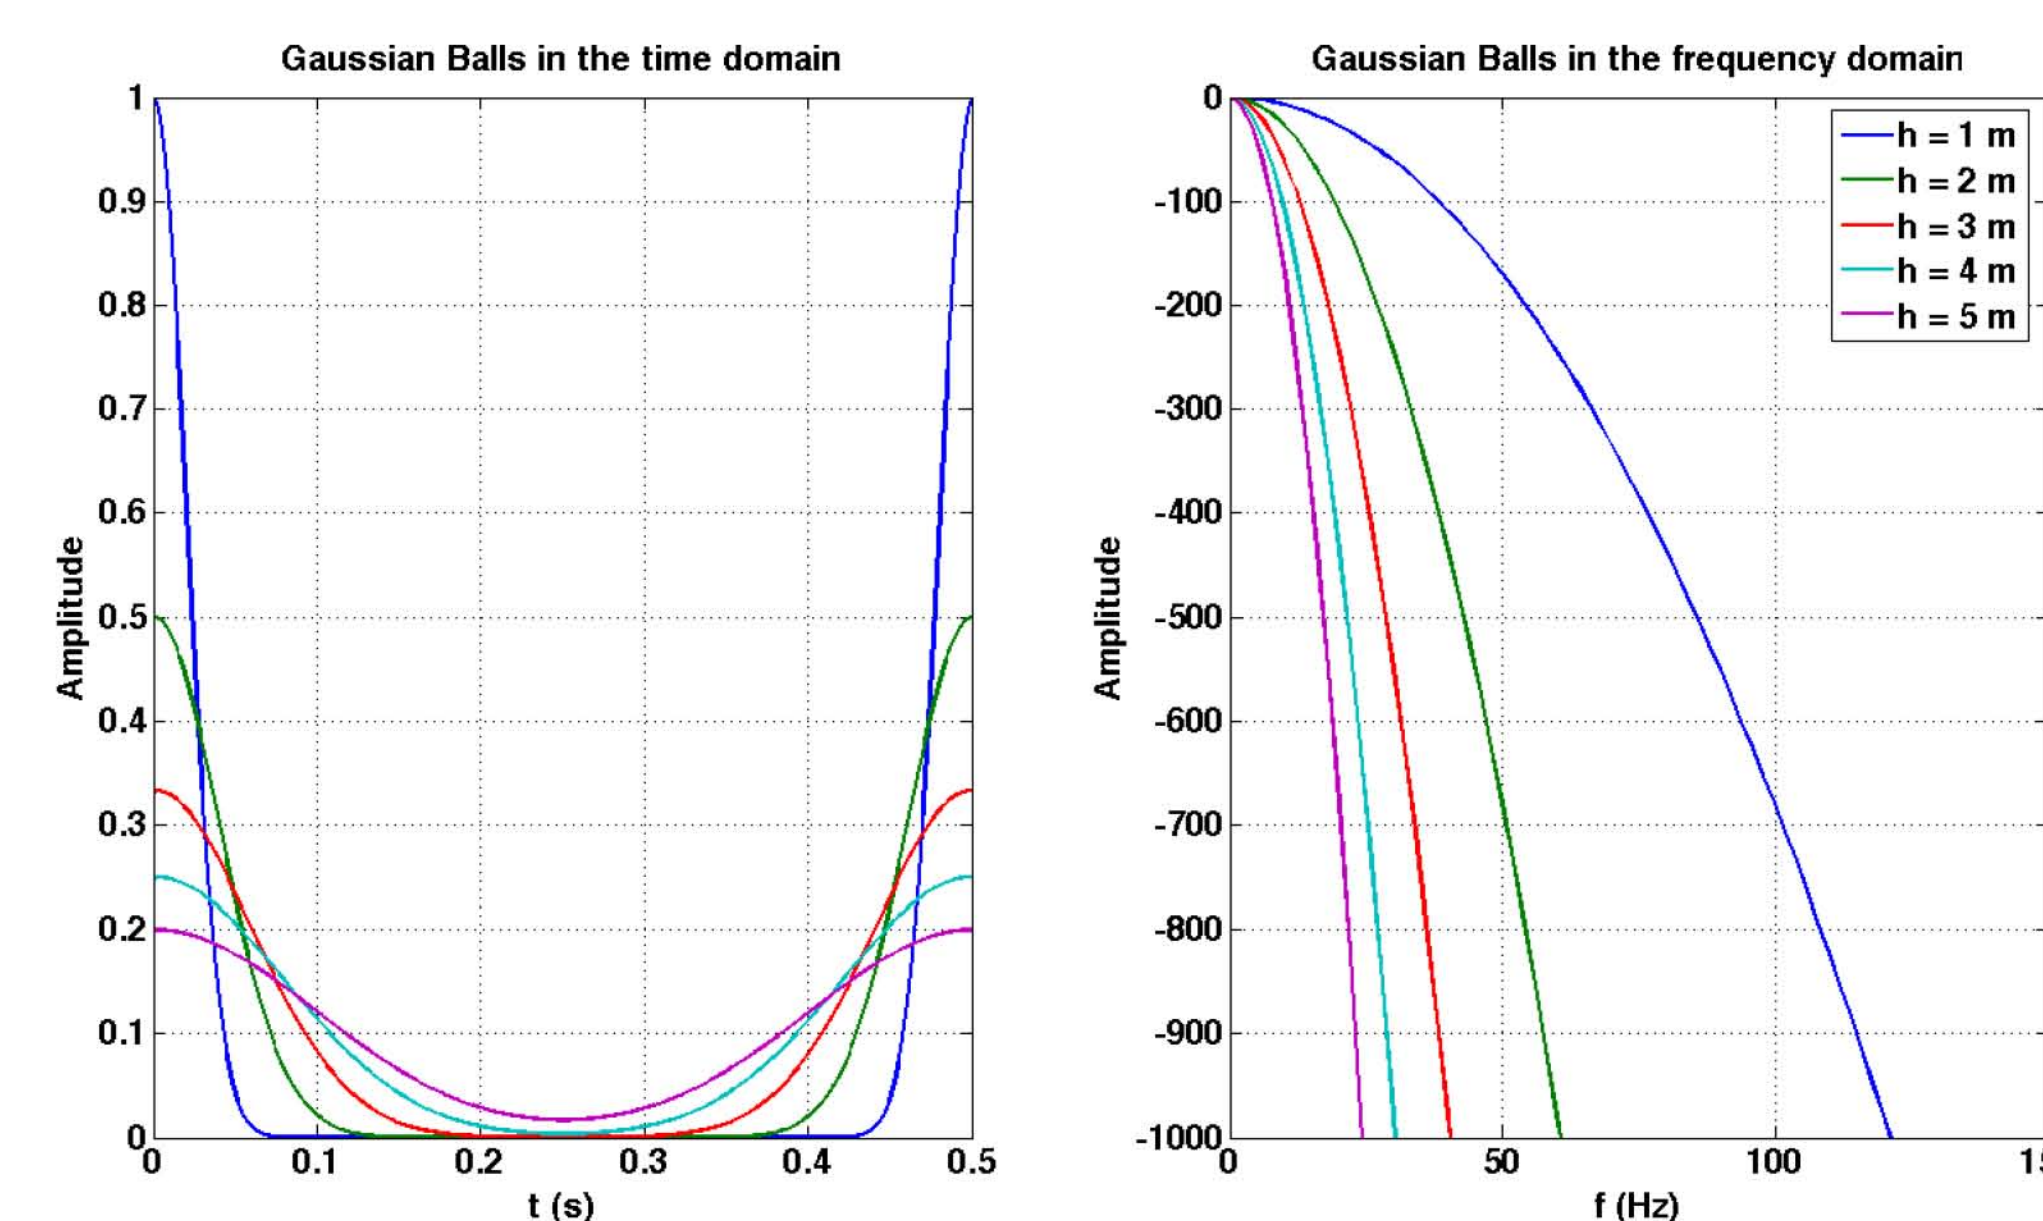 Gaussian Balls in the time domain
1
0.9
0.8
0.7
0.6
0.5
0.4
0.3
0.2
0.1
0
Amplitude
0 0.1 0.2 0.3 0.4 0.5
t (s)
Gaussian Balls in the frequency domain
0
-100
-200
-300
-400
-500
-600
-700
-800
-900
-1000
Amplitude
0 50 100
f (Hz)
h = 1 m
h = 2 m
h = 3 m
h = 4 m
h = 5 m